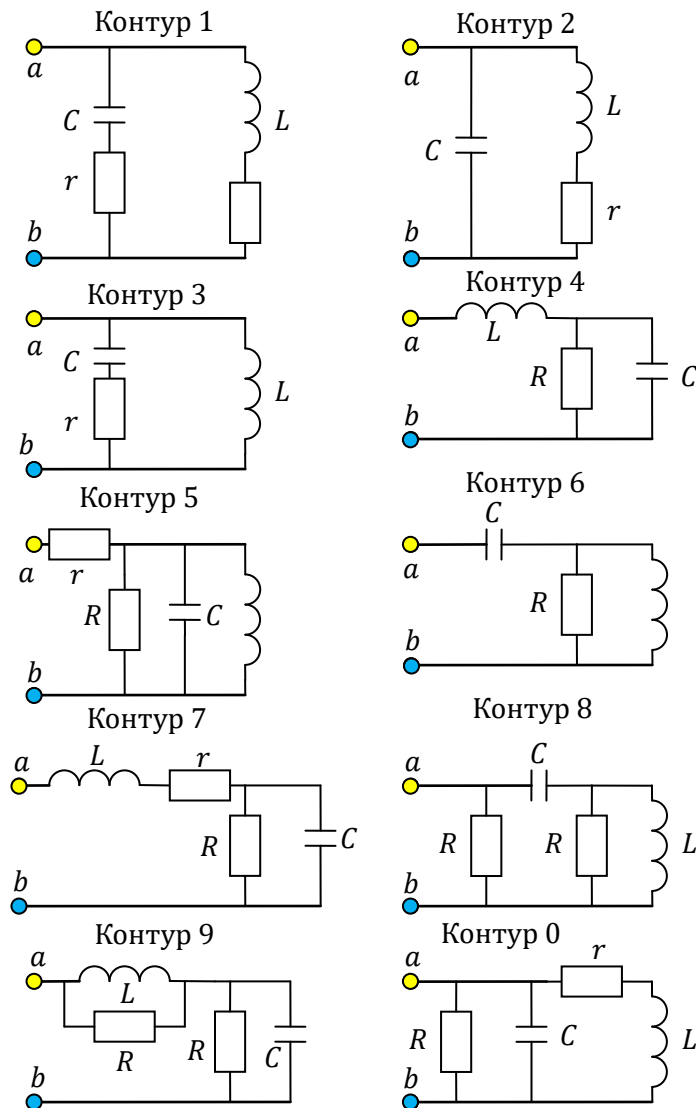 Контур 1
a
C
L
r
b
Контур 2
a
L
C
r
b
Контур 3
a
C
L
r
b
Контур 4
a
L
R
C
b
Контур 5
a
r
R
C
b
Контур 6
C
a
R
b
Контур 7
a
L
r
R
C
b
Контур 8
a
C
R
R
L
b
Контур 9
a
L
R
R
C
b
Контур 0
a
r
R
C
L
b